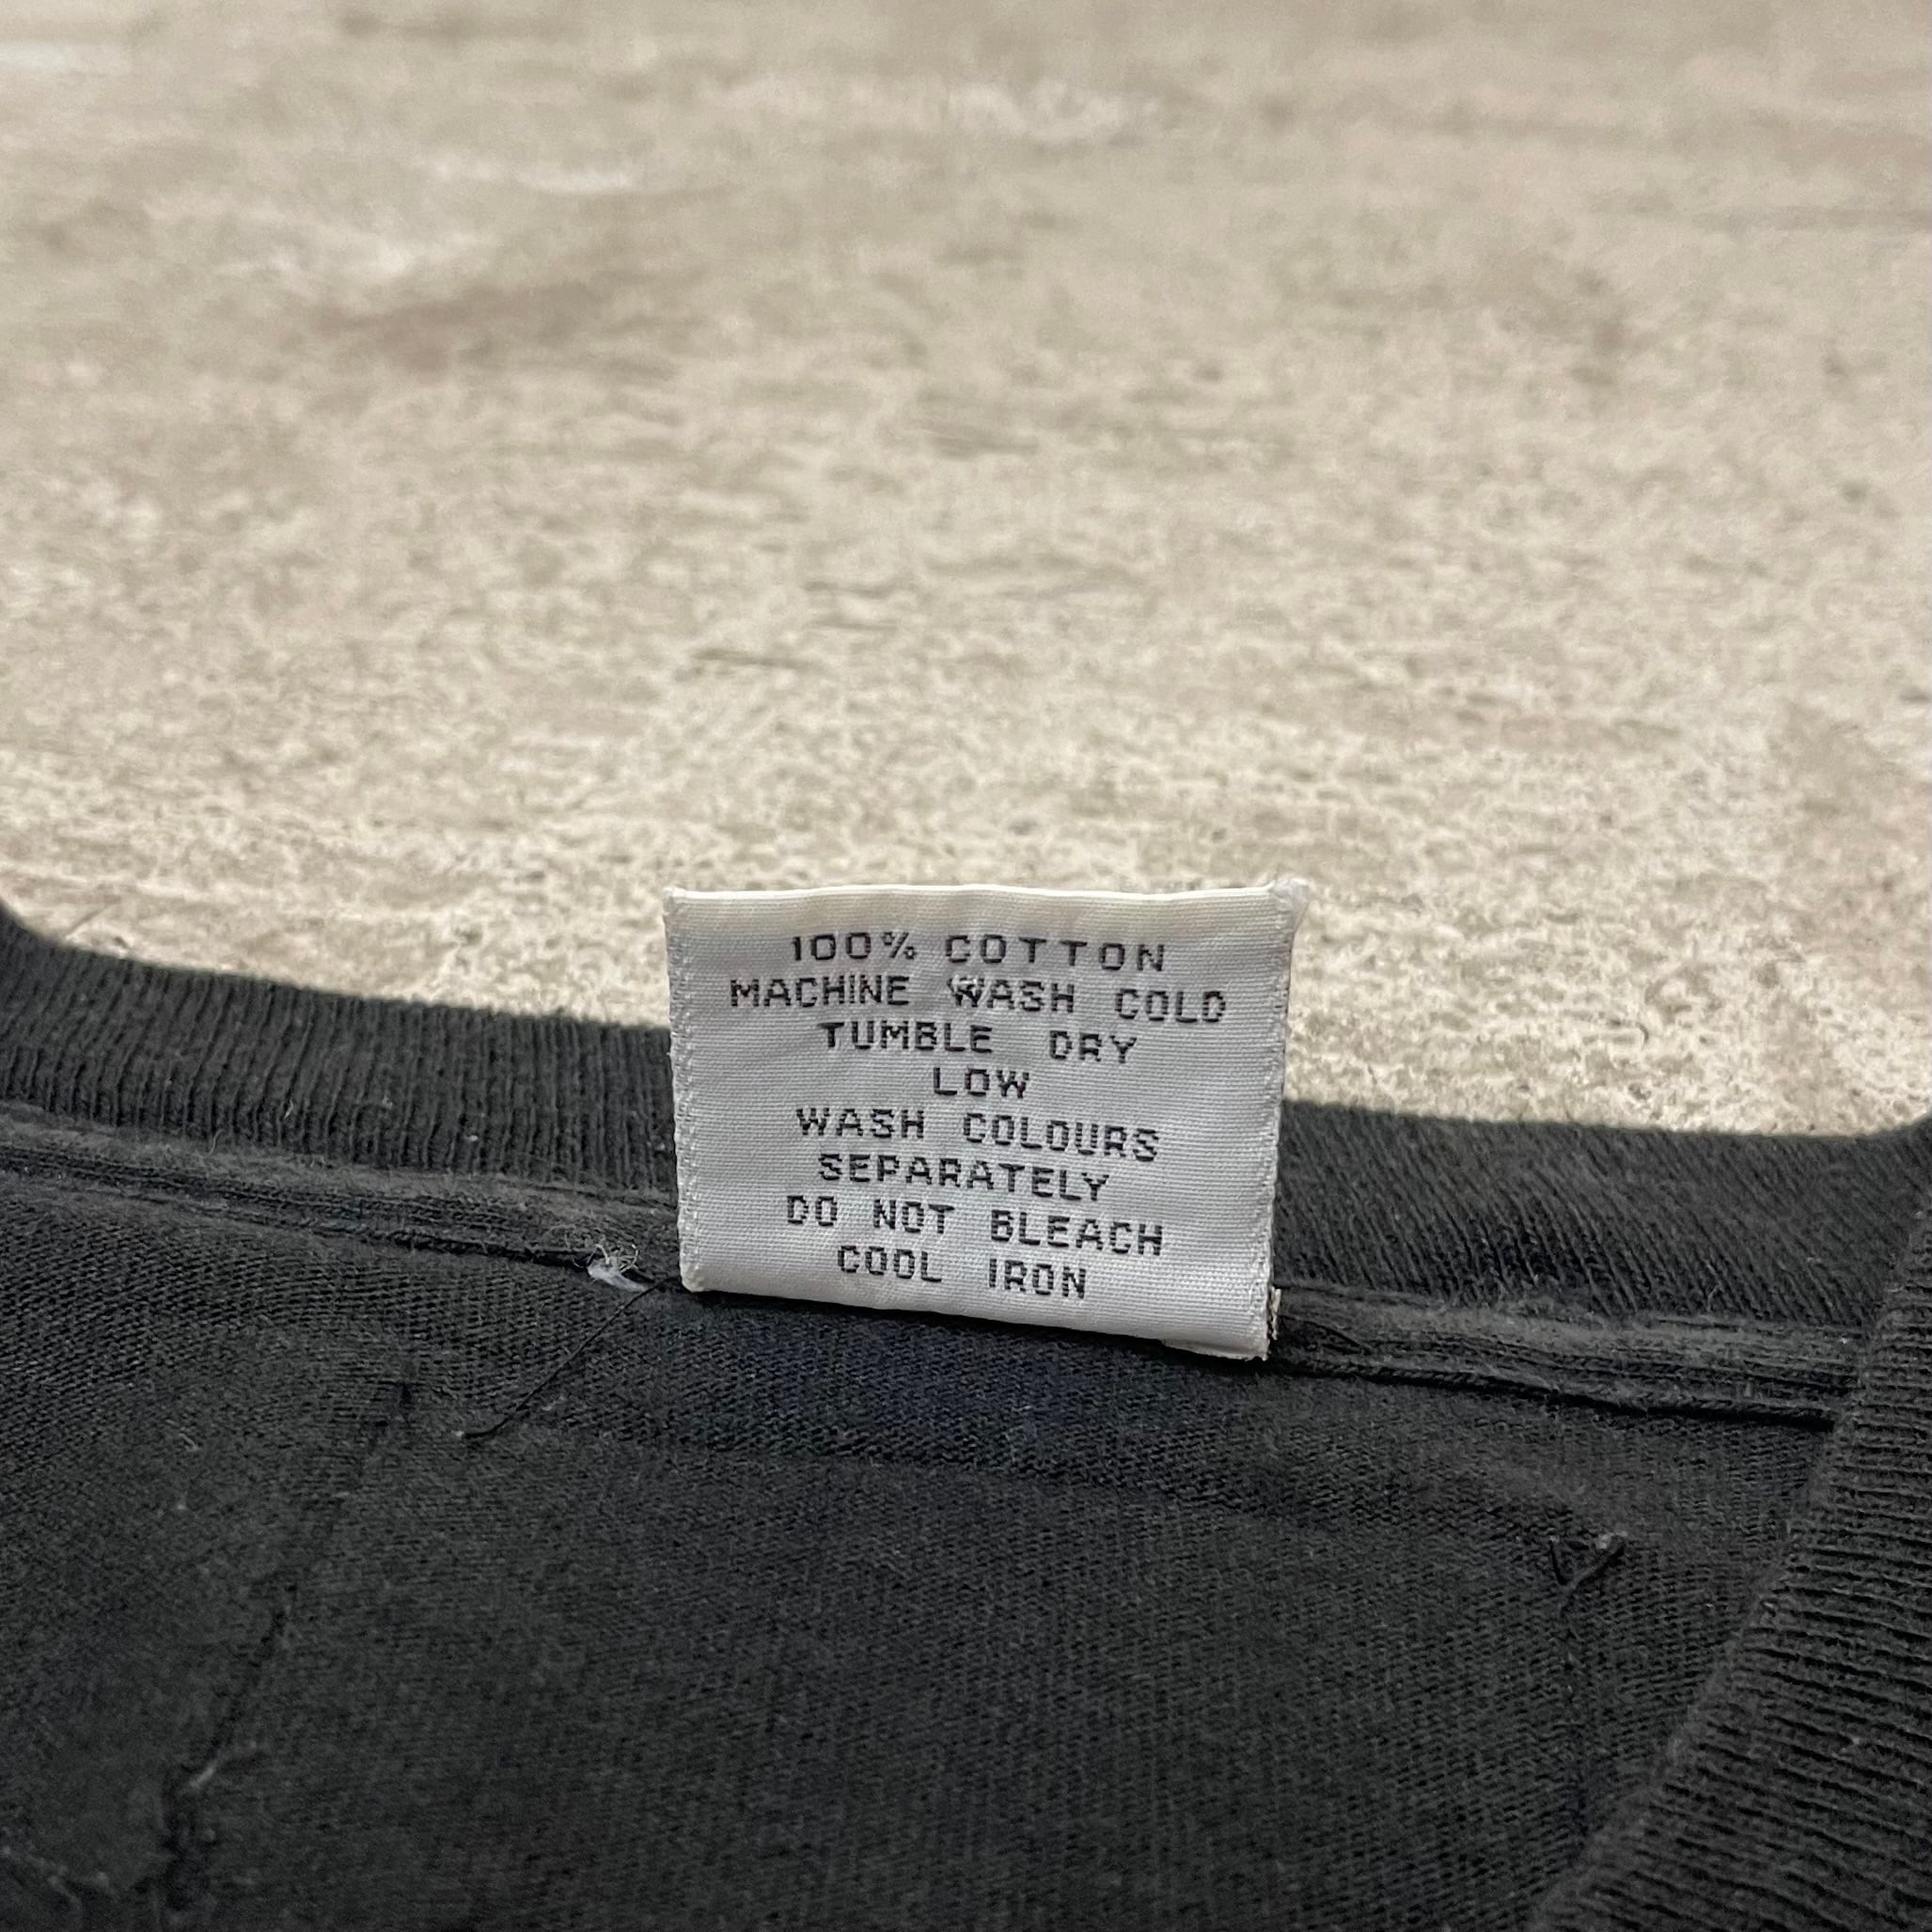 100% COTTON
MACHINE WASH COLD
TUMBLE DRY
LOW
WASH COLOURS
SEPARATELY
DO NOT BLEACH
COOL IRON